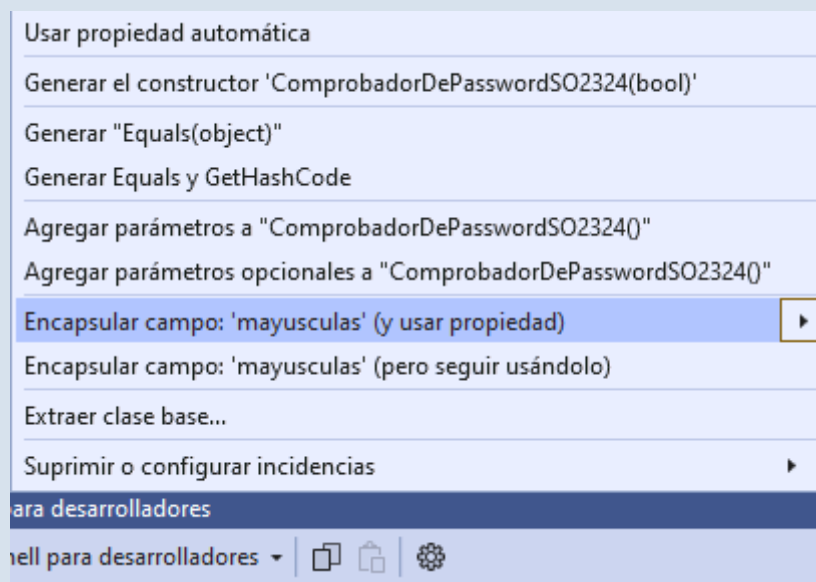 Usar propiedad automática
Generar el constructor 'ComprobadorDePasswordSO2324(bool)'
Generar "Equals(object)"
Generar Equals y GetHashCode
Agregar parámetros a "ComprobadorDePasswordSO2324()"
Agregar parámetros opcionales a "ComprobadorDePasswordSO2324()"
Encapsular campo: 'mayusculas' (y usar propiedad)
Encapsular campo: 'mayusculas' (pero seguir usándolo)
Extraer clase base...
Suprimir o configurar incidencias
para desarrolladores
para desarrolladores